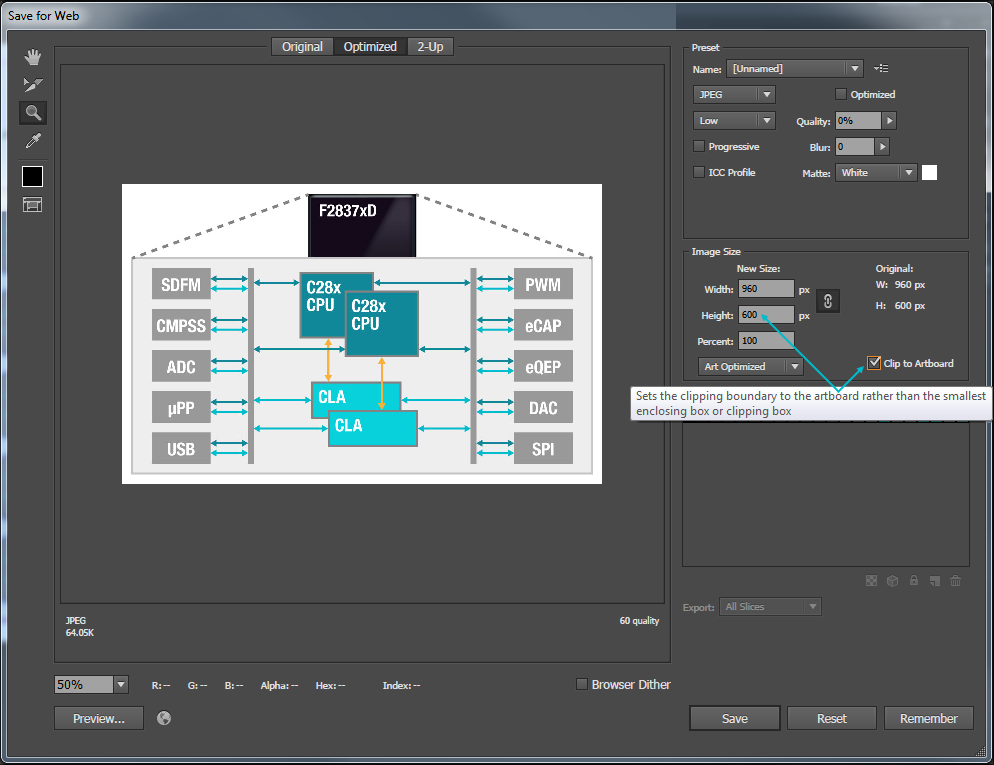 Save for Web
Original
Optimized
2-Up
F2837xD
SDFM
CMPSS
ADC
µPP
USB
C28x
CPU
C28x
CPU
CLA
CLA
PWM
eCAP
eQEP
DAC
SPI
JPEG
64.05K
60 quality
50%
R: --
G: --
B: --
Alpha: --
Hex: --
Index: --
Browser Dither
Preview...
Preset
Name: [Unnamed]
JPEG
Optimized
Low
Quality: 0%
Progressive
Blur: 0
ICC Profile
Matte: White
Image Size
New Size:
Original:
Width: 960 px
W: 960 px
Height: 600 px
H: 600 px
Percent: 100
Art Optimized
Clip to Artboard
Sets the clipping boundary to the artboard rather than the smallest
enclosing box or clipping box
Export: All Slices
Save
Reset
Remember